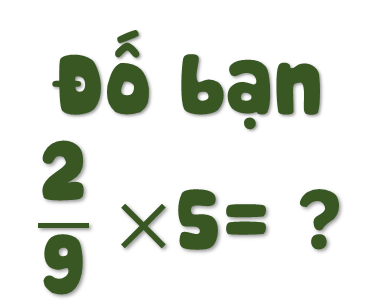 Đố bạn
2/9 ×5= ?